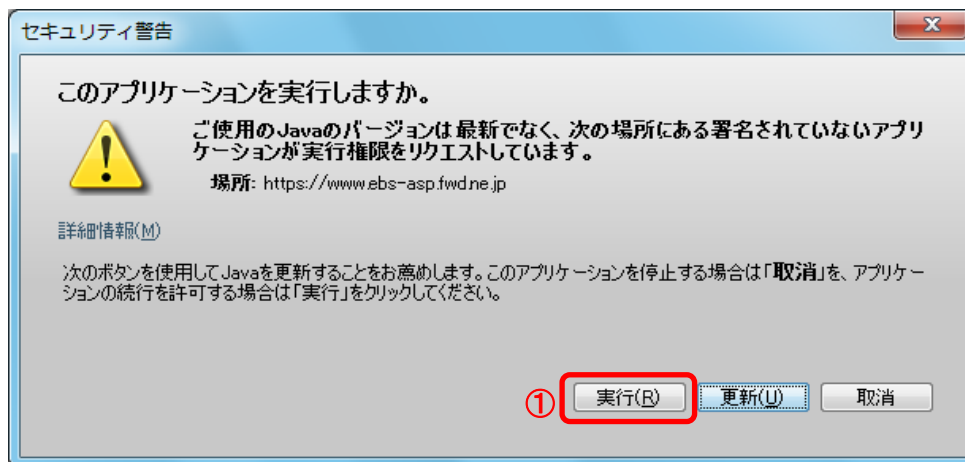 セキュリティ警告
このアプリケーションを実行しますか。
ご使用のJavaのバージョンは最新でなく、次の場所にある署名されていないアプリ
ケーションが実行権限をリクエストしています。
場所: https://www.ebs-asp.fwd.ne.jp
詳細情報(M)
次のボタンを使用してJavaを更新することをお薦めします。このアプリケーションを停止する場合は「取消」を、アプリケー
ションの続行を許可する場合は「実行」をクリックしてください。
① 実行(R) 更新(U) 取消